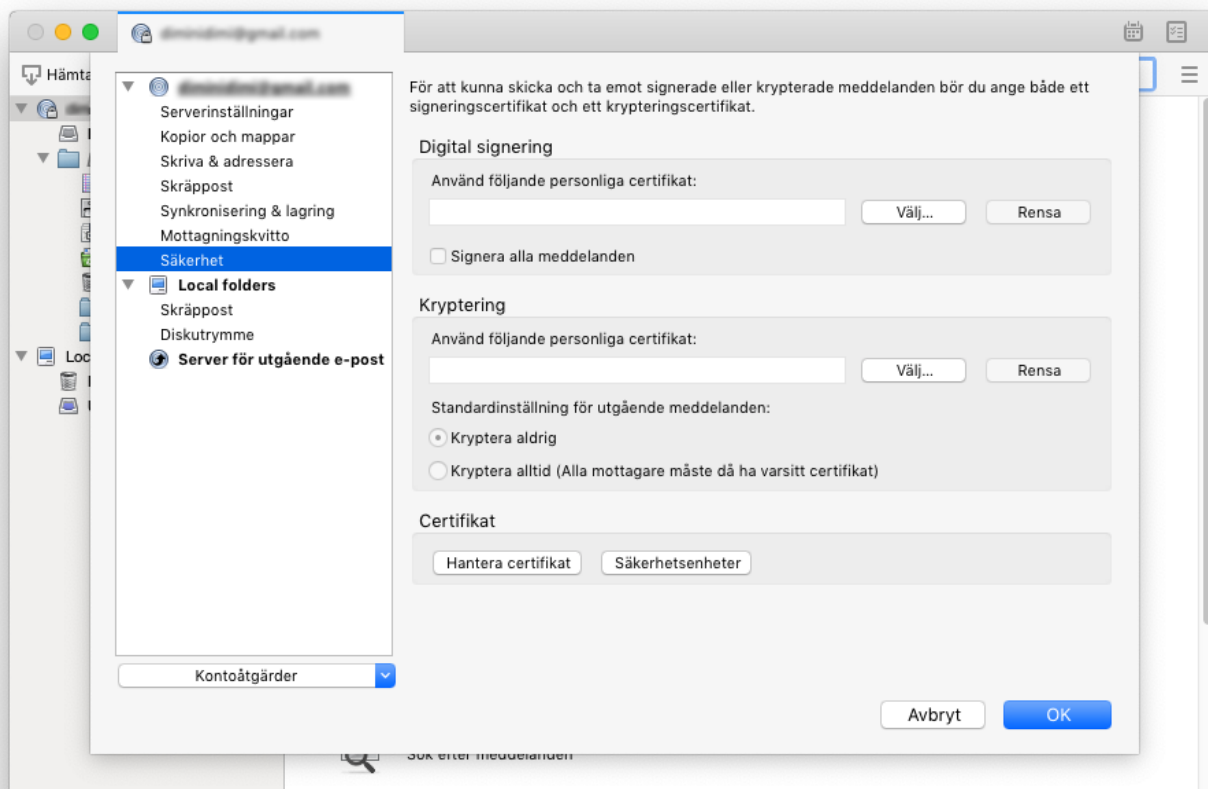 Hämta
Serverinställningar
Kopior och mappar
Skriva & adressera
Skräppost
Synkronisering & lagring
Mottagningskvitto
Säkerhet
Local folders
Skräppost
Diskutrymme
Server för utgående e-post
Kontoåtgärder
För att kunna skicka och ta emot signerade eller krypterade meddelanden bör du ange både ett
signeringscertifikat och ett krypteringscertifikat.
Digital signering
Använd följande personliga certifikat:
Välj... Rensa
Signera alla meddelanden
Kryptering
Använd följande personliga certifikat:
Välj... Rensa
Standardinställning för utgående meddelanden:
Kryptera aldrig
Kryptera alltid (Alla mottagare måste då ha varsitt certifikat)
Certifikat
Hantera certifikat Säkerhetsenheter
Avbryt OK
Loc
Sök efter meddelanden